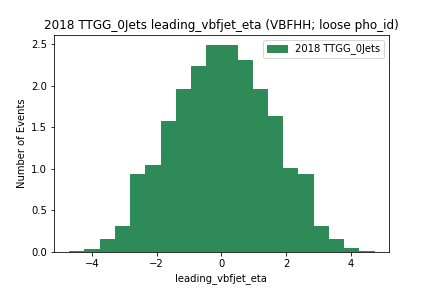 2018 TTGG_0Jets leading_vbfjet_eta (VBFHH; loose pho_id)
2018 TTGG_0Jets
Number of Events
2.5
2.0
1.5
1.0
0.5
0.0
−4
−2
0
2
4
leading_vbfjet_eta